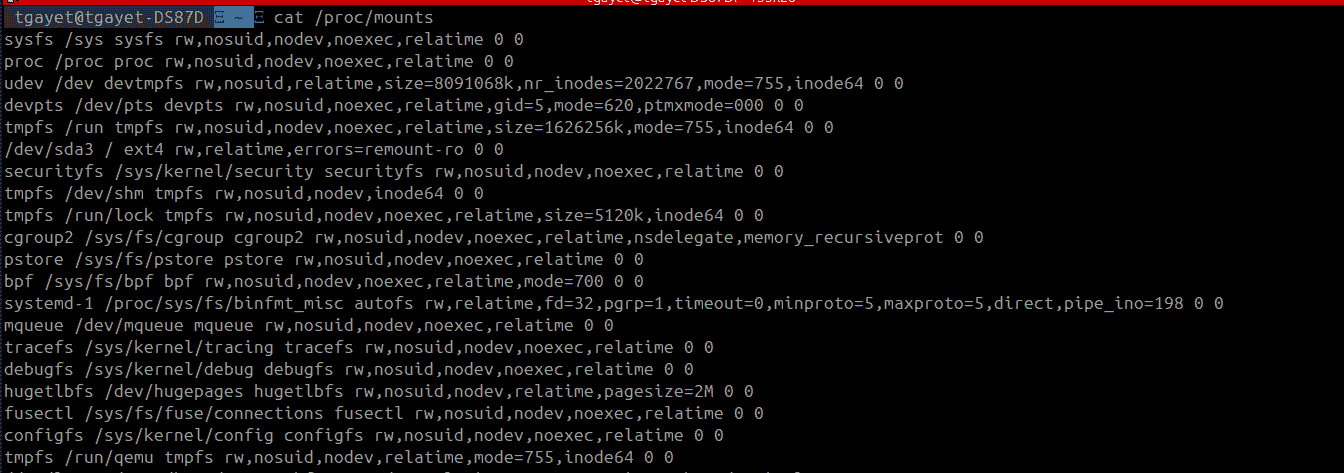 tgayet@tgayet-DS87D ~ cat /proc/mounts
sysfs /sys sysfs rw,nosuid,nodev,noexec,relatime 0 0
proc /proc proc rw,nosuid,nodev,noexec,relatime 0 0
udev /dev devtmpfs rw,nosuid,relatime,size=8091068k,nr_inodes=2022767,mode=755,inode64 0 0
devpts /dev/pts devpts rw,nosuid,noexec,relatime,gid=5,mode=620,ptmxmode=000 0 0
tmpfs /run tmpfs rw,nosuid,nodev,noexec,relatime,size=1626256k,mode=755,inode64 0 0
/dev/sda3 / ext4 rw,relatime,errors=remount-ro 0 0
securityfs /sys/kernel/security securityfs rw,nosuid,nodev,noexec,relatime 0 0
tmpfs /dev/shm tmpfs rw,nosuid,nodev,inode64 0 0
tmpfs /run/lock tmpfs rw,nosuid,nodev,noexec,relatime,size=5120k,inode64 0 0
cgroup2 /sys/fs/cgroup cgroup2 rw,nosuid,nodev,noexec,relatime,nsdelegate,memory_recursiveprot 0 0
pstore /sys/fs/pstore pstore rw,nosuid,nodev,noexec,relatime 0 0
bpf /sys/fs/bpf bpf rw,nosuid,nodev,noexec,relatime,mode=700 0 0
systemd-1 /proc/sys/fs/binfmt_misc autofs rw,relatime,fd=32,pgrp=1,timeout=0,minproto=5,maxproto=5,direct,pipe_ino=198 0 0
mqueue /dev/mqueue mqueue rw,nosuid,nodev,noexec,relatime 0 0
tracefs /sys/kernel/tracing tracefs rw,nosuid,nodev,noexec,relatime 0 0
debugfs /sys/kernel/debug debugfs rw,nosuid,nodev,noexec,relatime 0 0
hugetlbfs /dev/hugepages hugetlbfs rw,nosuid,nodev,relatime,pagesize=2M 0 0
fusectl /sys/fs/fuse/connections fusectl rw,nosuid,nodev,noexec,relatime 0 0
configfs /sys/kernel/config configfs rw,nosuid,nodev,noexec,relatime 0 0
tmpfs /run/qemu tmpfs rw,nosuid,nodev,relatime,mode=755,inode64 0 0